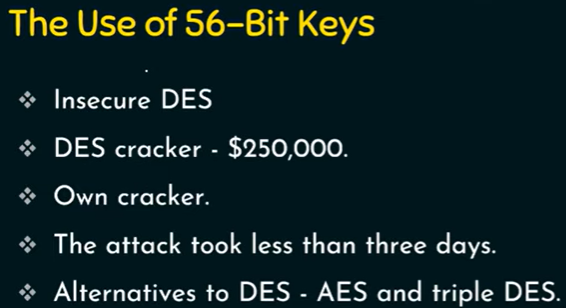 The Use of 56-Bit Keys
Insecure DES
DES cracker - $250,000.
Own cracker.
The attack took less than three days.
Alternatives to DES - AES and triple DES.